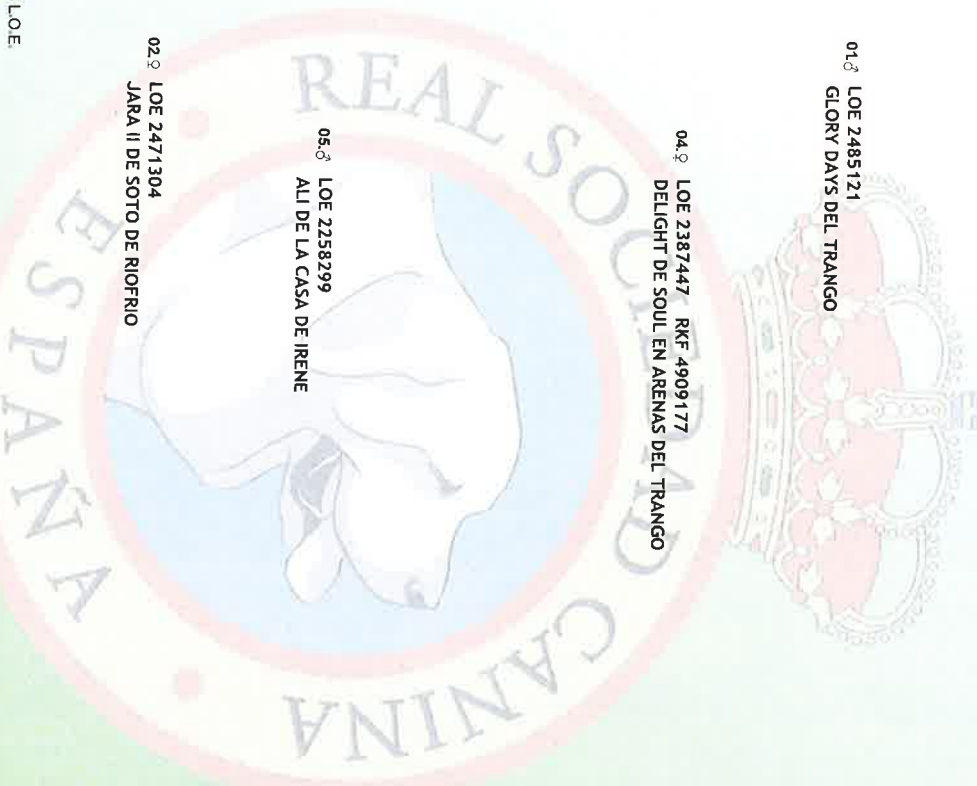 01.♂ LOE 2485121
GLORY DAYS DEL TRANGO
04.♀ LOE 2387447 RKF 4909177
DELIGHT DE SOUL EN ARENAS DEL TRANGO
05.♂ LOE 2258299
ALI DE LA CASA DE IRENE
02.♀ LOE 2471304
JARA II DE SOTO DE RIOFRIO
L.O.E.
REAL SOCIEDAD CANINA
ESPAÑA